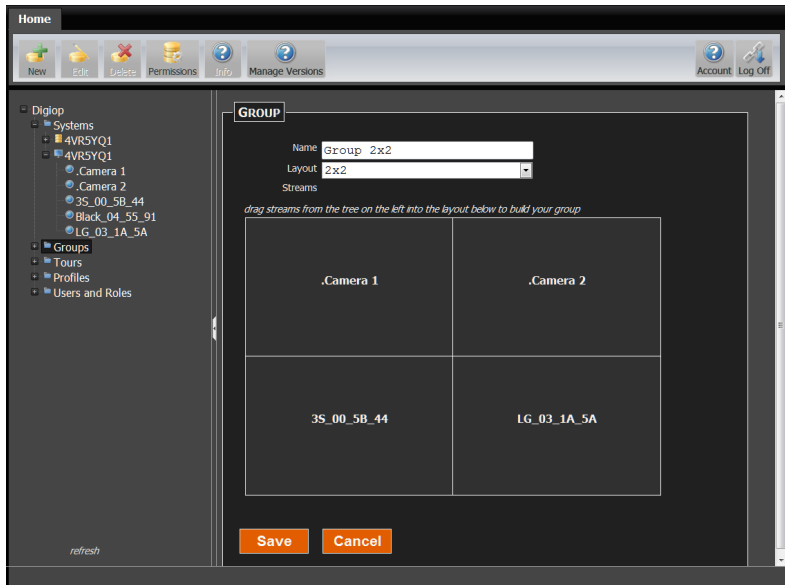 Home
New Edit Delete Permissions Info Manage Versions Account Log Off
Digiop
Systems
4VR5YQ1
4VR5YQ1
.Camera 1
.Camera 2
3S_00_5B_44
Black_04_55_91
LG_03_1A_5A
Groups
Tours
Profiles
Users and Roles
refresh
GROUP
Name Group 2x2
Layout 2x2
Streams
drag streams from the tree on the left into the layout below to build your group
.Camera 1 .Camera 2
3S_00_5B_44 LG_03_1A_5A
Save Cancel